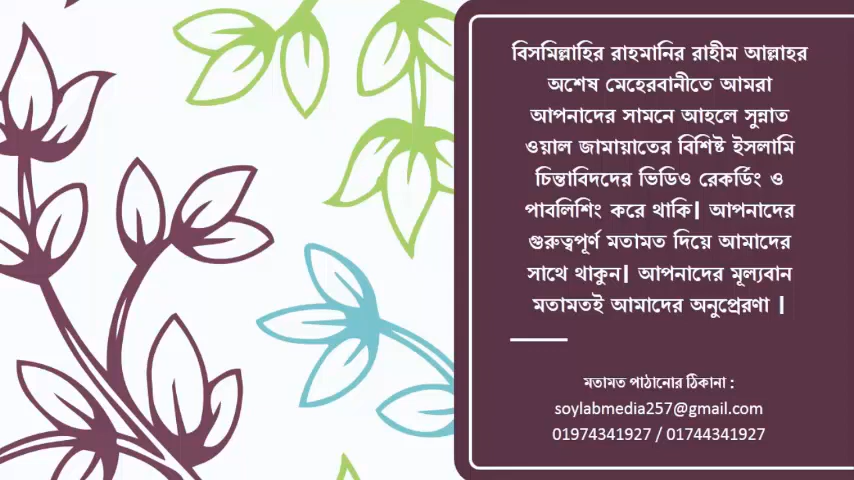 বিসমিল্লাহির রাহমানির রাহীম আল্লাহর
অশেষ মেহেরবানীতে আমরা
আপনাদের সামনে আহলে সুন্নাত
ওয়াল জামায়াতের বিশিষ্ট ইসলামি
চিন্তাবিদদের ভিডিও রেকর্ডিং ও
পাবলিশিং করে থাকি| আপনাদের
গুরুত্বপূর্ণ মতামত দিয়ে আমাদের
সাথে থাকুন| আপনাদের মূল্যবান
মতামতই আমাদের অনুপ্রেরণা |
মতামত পাঠানোর ঠিকানা :
soylabmedia257@gmail.com
01974341927 / 01744341927